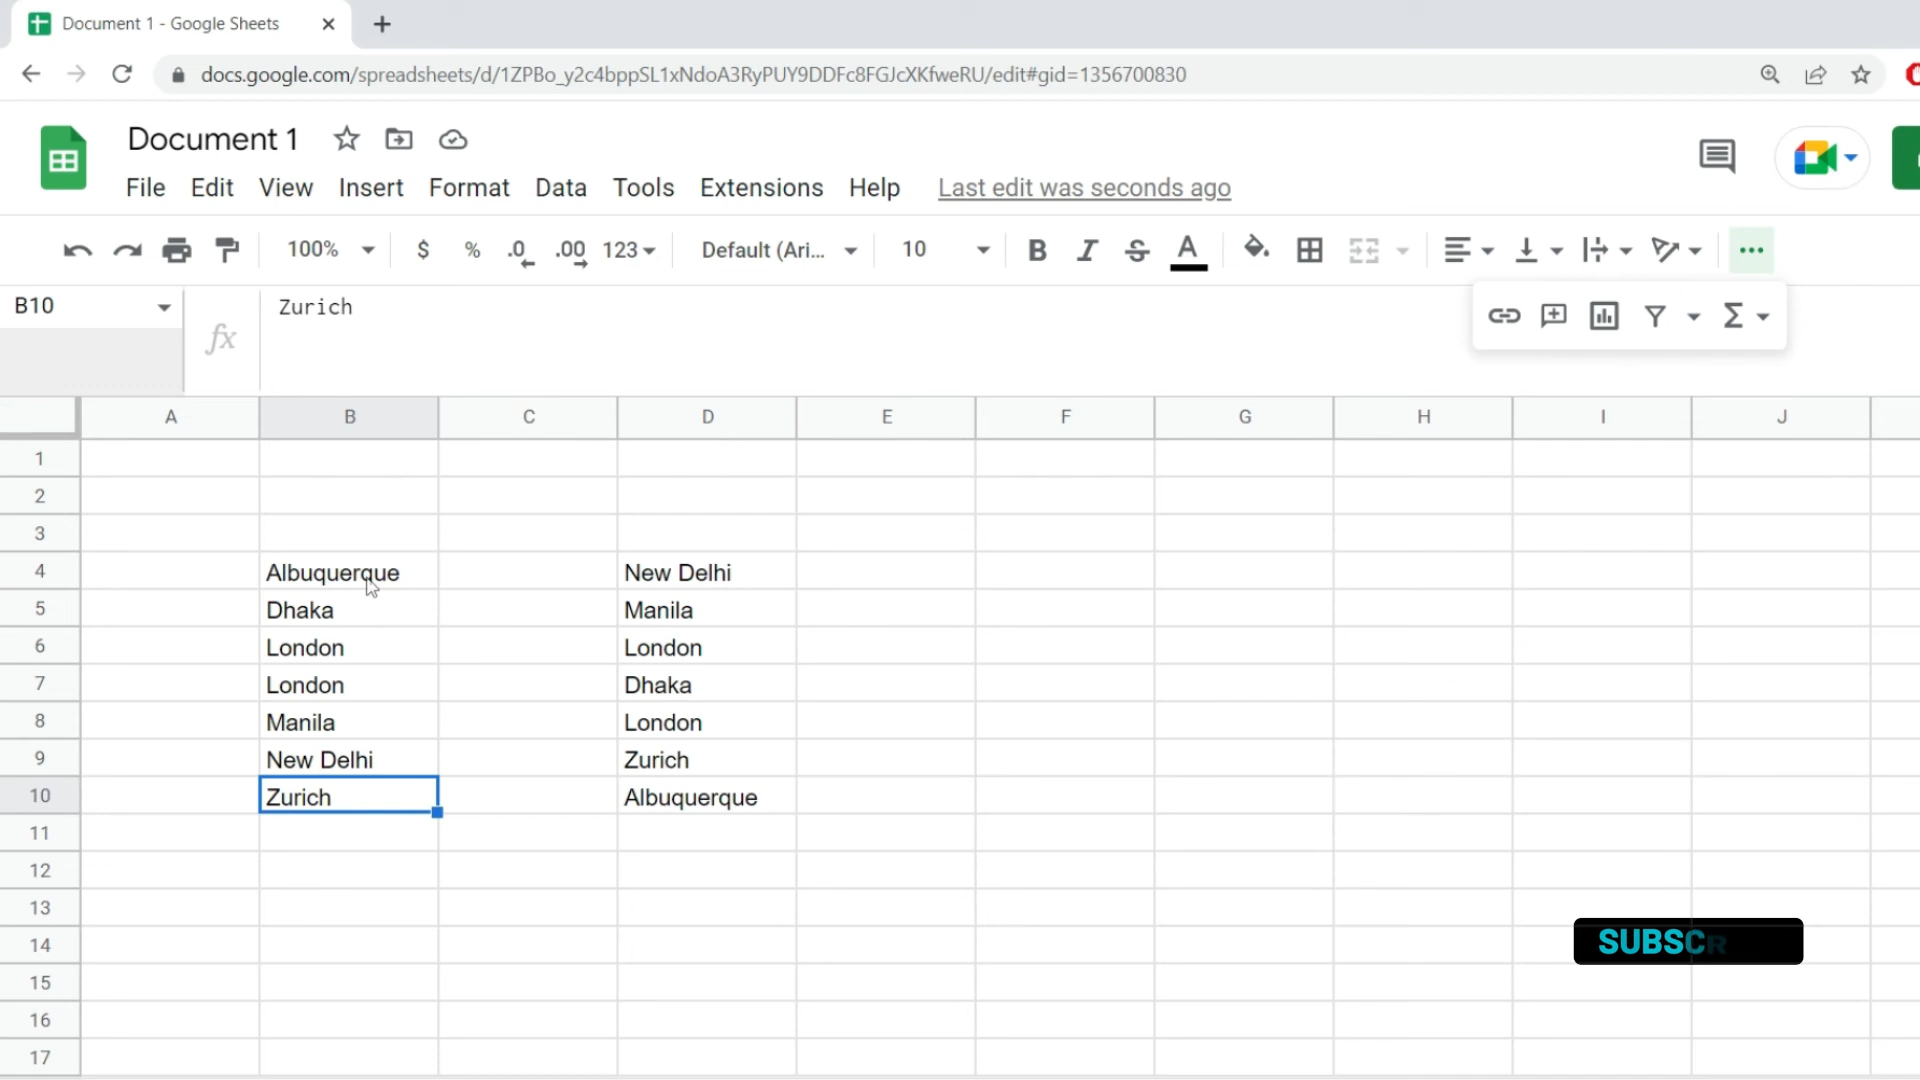 Document 1 - Google Sheets
docs.google.com/spreadsheets/d/1ZPBo_y2c4bppSL1xNdoA3RyPUY9DDFc8FGJcXKfweRU/edit#gid=1356700830
Document 1
File Edit View Insert Format Data Tools Extensions Help Last edit was seconds ago
100% $ % .0 .00 123 Default (Ari... 10 B I S A
B10 fx Zurich
A B C D E F G H I J
1
2
3
4 Albuquerque New Delhi
5 Dhaka Manila
6 London London
7 London Dhaka
8 Manila London
9 New Delhi Zurich
10 Zurich Albuquerque
11
12
13
14 SUBSCR
15
16
17